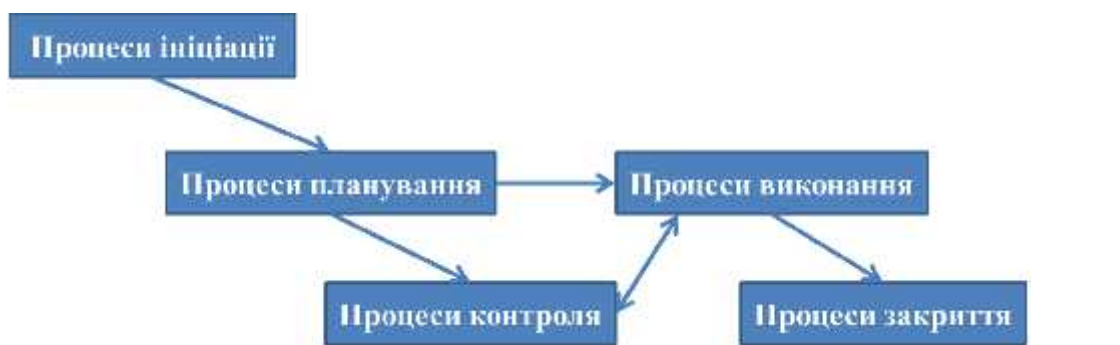 Процеси ініціації
Процеси планування
Процеси виконання
Процеси контроля
Процеси закриття